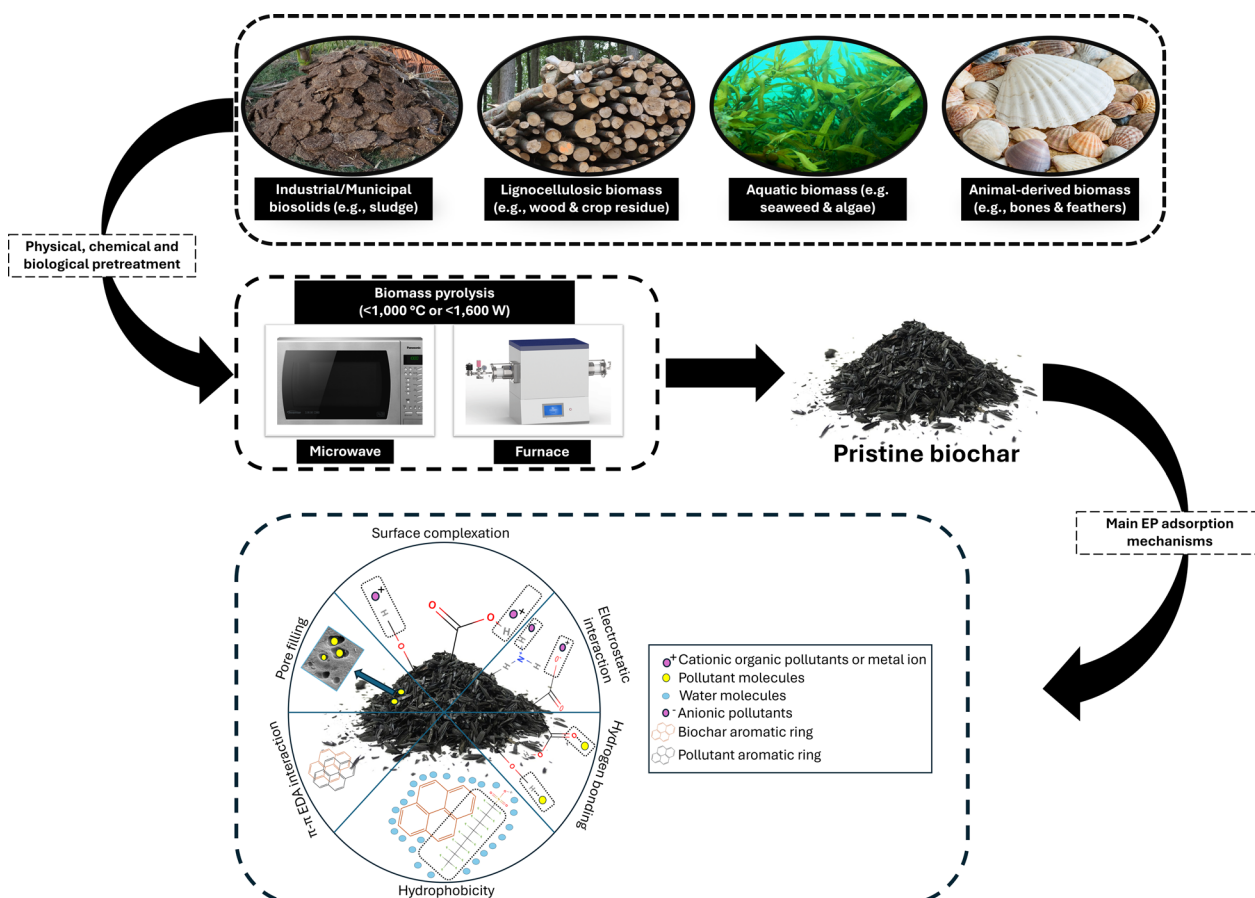 Industrial/Municipal
biosolids (e.g., sludge)
Lignocellulosic biomass
(e.g., wood & crop residue)
Aquatic biomass (e.g.
seaweed & algae)
Animal-derived biomass
(e.g., bones & feathers)
Physical, chemical and
biological pretreatment
Biomass pyrolysis
(<1,000 °C or <1,600 W)
Panasonic
Microwave
Furnace
Pristine biochar
Main EP adsorption
mechanisms
Surface complexation
Electrostatic
interaction
Hydrogen bonding
Hydrophobicity
π-π EDA interaction
Pore filling
+
H
O
O
O
+
H
H
N
H
H
O
O
O
H
+ Cationic organic pollutants or metal ion
Pollutant molecules
Water molecules
- Anionic pollutants
Biochar aromatic ring
Pollutant aromatic ring